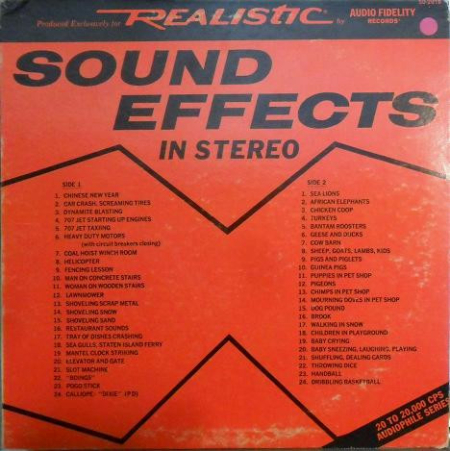 50-2015
Produced Exclusively for REALISTIC® by AUDIO FIDELITY RECORDS®
SOUND
EFFECTS
IN STEREO
SIDE 1
1. CHINESE NEW YEAR
2. CAR CRASH, SCREAMING TIRES
3. DYNAMITE BLASTING
4. 707 JET STARTING UP ENGINES
5. 707 JET TAXIING
6. HEAVY DUTY MOTORS
(with circuit breakers closing)
7. COAL HOIST WINCH ROOM
8. HELICOPTER
9. FENCING LESSON
10. MAN ON CONCRETE STAIRS
11. WOMAN ON WOODEN STAIRS
12. LAWNMOWER
13. SHOVELING SCRAP METAL
14. SHOVELING SNOW
15. SHOVELING SAND
16. RESTAURANT SOUNDS
17. TRAY OF DISHES CRASHING
18. SEA GULLS, STATEN ISLAND FERRY
19. MANTEL CLOCK STRIKING
20. ELEVATOR AND GATE
21. SLOT MACHINE
22. "BOINGS"
23. POGO STICK
24. CALLIOPE- "DIXIE" (PD)
SIDE 2
1. SEA LIONS
2. AFRICAN ELEPHANTS
3. CHICKEN COOP
4. TURKEYS
5. BANTAM ROOSTERS
6. GEESE AND DUCKS
7. COW BARN
8. SHEEP, GOATS, LAMBS, KIDS
9. PIGS AND PIGLETS
10. GUINEA PIGS
11. PUPPIES IN PET SHOP
12. PIGEONS
13. CHIMPS IN PET SHOP
14. MOURNING DOVES IN PET SHOP
15. DOG POUND
16. BROOK
17. WALKING IN SNOW
18. CHILDREN IN PLAYGROUND
19. BABY CRYING
20. BABY SNEEZING, LAUGHING, PLAYING
21. SHUFFLING, DEALING CARDS
22. THROWING DICE
23. HANDBALL
24. DRIBBLING BASKETBALL
20 TO 20,000 CPS
AUDIOPHILE SERIES